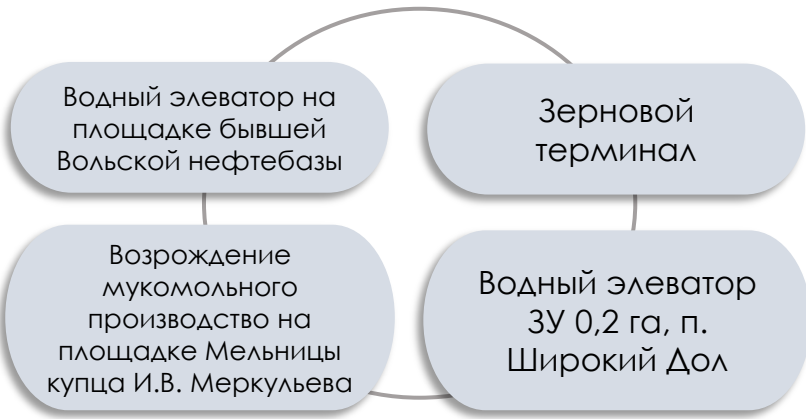 Водный элеватор на
площадке бывшей
Вольской нефтебазы
Зерновой
терминал
Возрождение
мукомольного
производство на
площадке Мельницы
купца И.В. Меркульева
Водный элеватор
ЗУ 0,2 га, п.
Широкий Дол